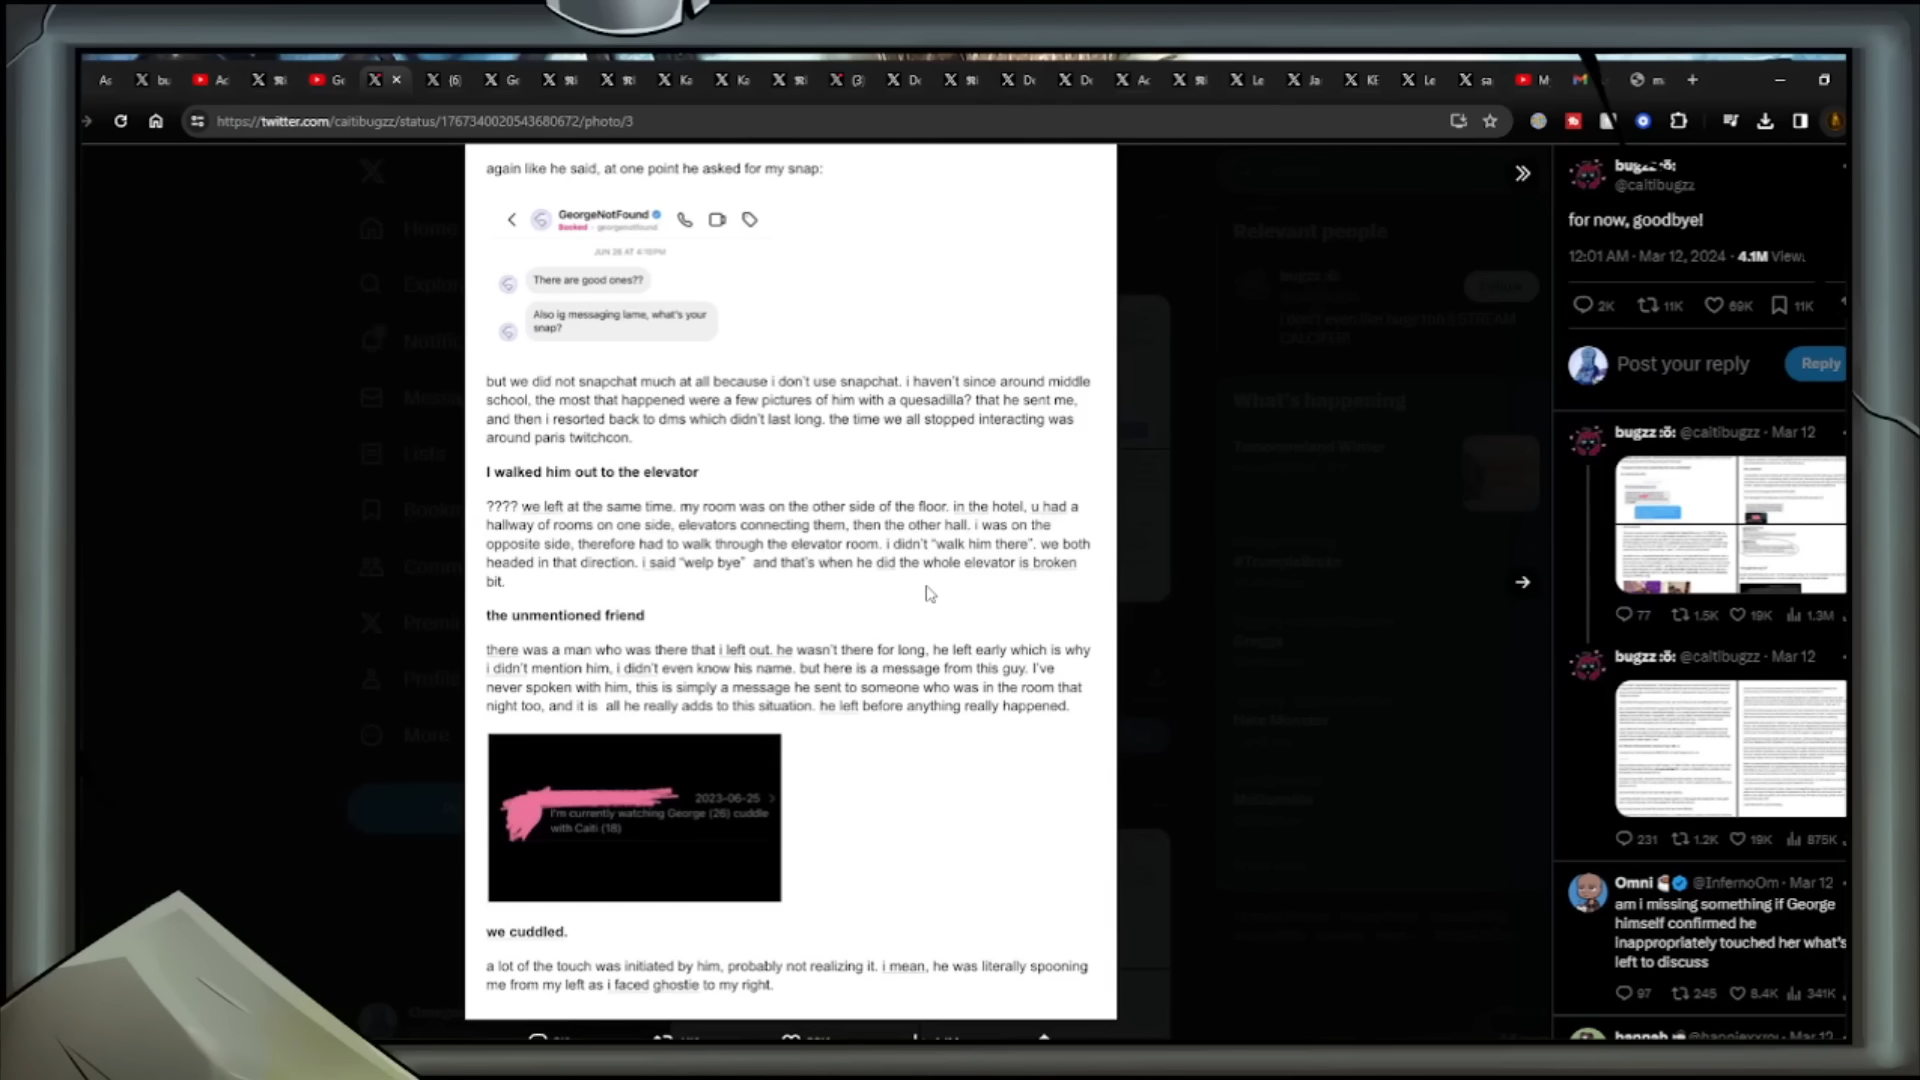 https://twitter.com/caitibugzz/status/1767340020543680672/photo/3
again like he said, at one point he asked for my snap:
GeorgeNotFound
Booked · georgenotfound
JUN 26 AT 4:10PM
There are good ones??
Also ig messaging lame, what's your
snap?
but we did not snapchat much at all because i don't use snapchat. i haven't since around middle
school, the most that happened were a few pictures of him with a quesadilla? that he sent me,
and then i resorted back to dms which didn't last long. the time we all stopped interacting was
around paris twitchcon.
I walked him out to the elevator
???? we left at the same time. my room was on the other side of the floor. in the hotel, u had a
hallway of rooms on one side, elevators connecting them, then the other hall. i was on the
opposite side, therefore had to walk through the elevator room. i didn't "walk him there". we both
headed in that direction. i said "welp bye" and that's when he did the whole elevator is broken
bit.
the unmentioned friend
there was a man who was there that i left out. he wasn't there for long, he left early which is why
i didn't mention him, i didn't even know his name. but here is a message from this guy. I've
never spoken with him, this is simply a message he sent to someone who was in the room that
night too, and it is all he really adds to this situation. he left before anything really happened.
2023-06-25
I'm currently watching George (26) cuddle
with Caiti (18)
we cuddled.
a lot of the touch was initiated by him, probably not realizing it. i mean, he was literally spooning
me from my left as i faced ghostie to my right.
Relevant people
What's happening
@caitibugzz
for now, goodbye!
12:01 AM · Mar 12, 2024 · 4.1M
2K 11K 69K 11K
Post your reply
Reply
bugzz :ö: @caitibugzz · Mar 12
77 1.5K 19K 1.3M
bugzz :ö: @caitibugzz · Mar 12
231 1.2K 19K 875K
Omni @InfernoOm · Mar 12
am i missing something if George
himself confirmed he
inappropriately touched her what's
left to discuss
97 245 8.4K 341K